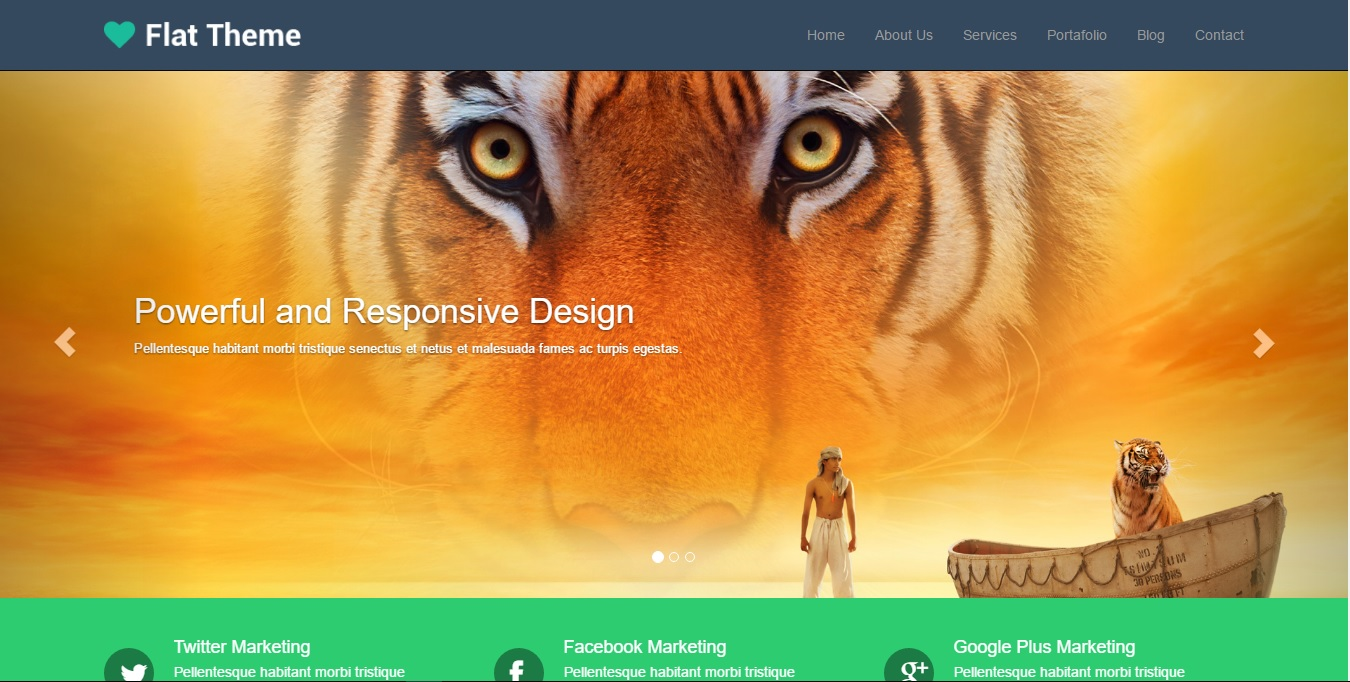 Flat Theme
Home About Us Services Portafolio Blog Contact
Powerful and Responsive Design
Pellentesque habitant morbi tristique senectus et netus et malesuada fames ac turpis egestas.
30 PERSONS
Twitter Marketing
Pellentesque habitant morbi tristique
Facebook Marketing
Pellentesque habitant morbi tristique
Google Plus Marketing
Pellentesque habitant morbi tristique